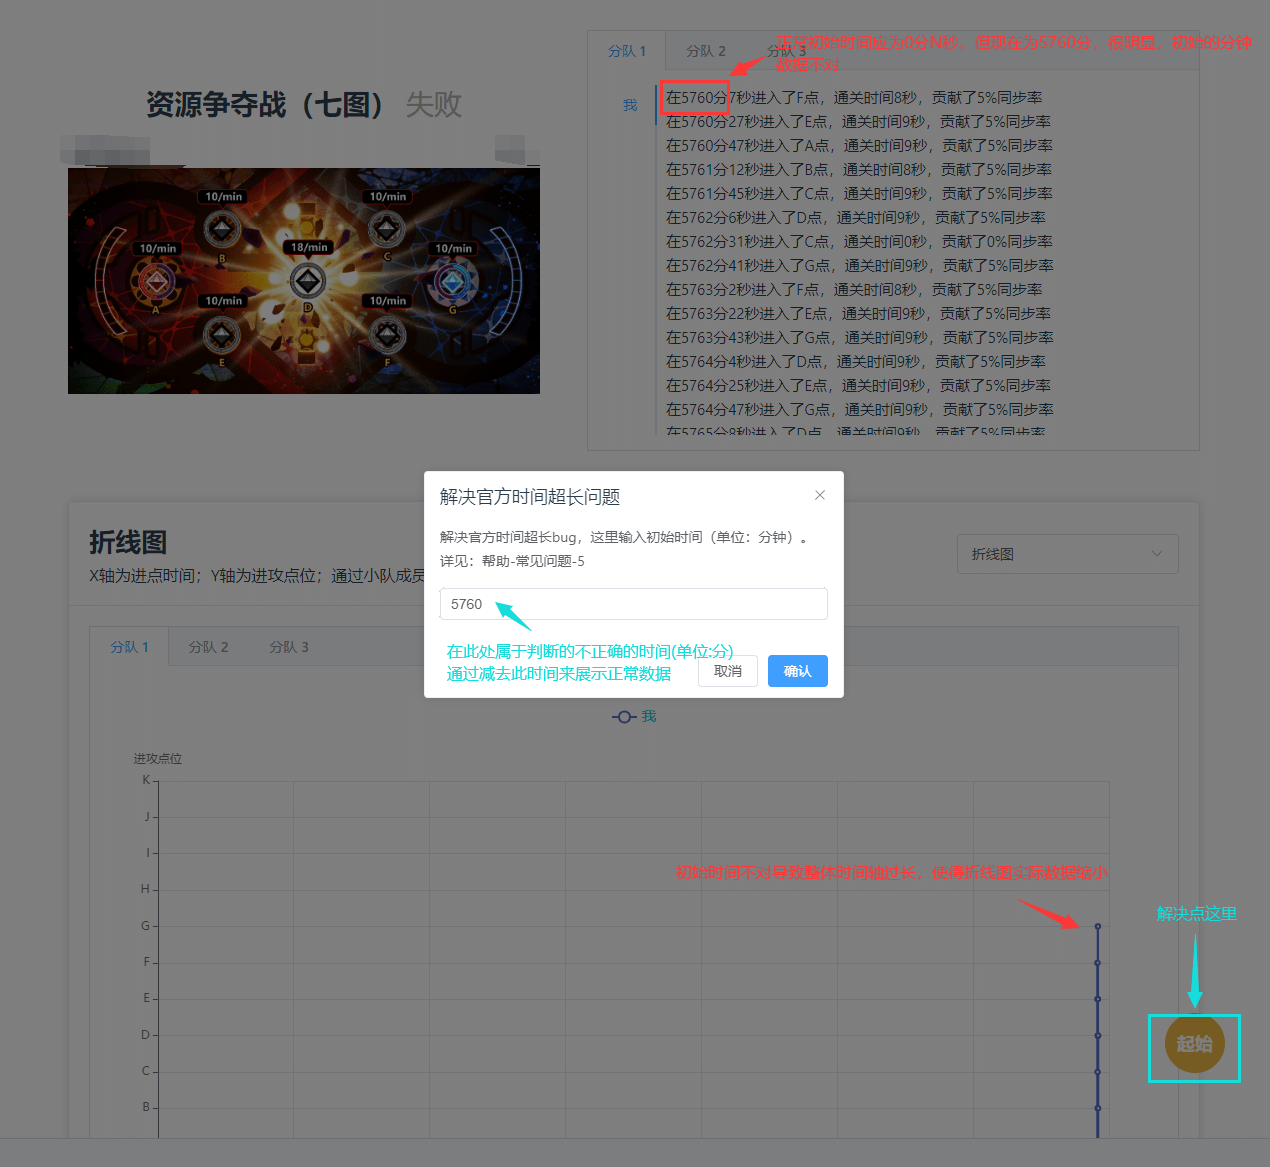 分队 1
分队 2
分队 3
正常初始时间应为0分N秒，但现在为5760分，很明显，初始的分钟
数据不对
资源争夺战（七图） 失败
我
在5760分7秒进入了F点，通关时间8秒，贡献了5%同步率
在5760分27秒进入了E点，通关时间9秒，贡献了5%同步率
在5760分47秒进入了A点，通关时间9秒，贡献了5%同步率
在5761分12秒进入了B点，通关时间8秒，贡献了5%同步率
在5761分45秒进入了C点，通关时间9秒，贡献了5%同步率
在5762分6秒进入了D点，通关时间9秒，贡献了5%同步率
在5762分31秒进入了C点，通关时间0秒，贡献了0%同步率
在5762分41秒进入了G点，通关时间9秒，贡献了5%同步率
在5763分2秒进入了F点，通关时间8秒，贡献了5%同步率
在5763分22秒进入了E点，通关时间9秒，贡献了5%同步率
在5763分43秒进入了G点，通关时间9秒，贡献了5%同步率
在5764分4秒进入了D点，通关时间9秒，贡献了5%同步率
在5764分25秒进入了E点，通关时间9秒，贡献了5%同步率
在5764分47秒进入了G点，通关时间9秒，贡献了5%同步率
在5765分8秒进入了D点，通关时间9秒，贡献了5%同步率
10/min
10/min
B
C
10/min
18/min
10/min
A
D
G
10/min
10/min
E
F
解决官方时间超长问题
解决官方时间超长bug，这里输入初始时间（单位：分钟）。
详见：帮助-常见问题-5
5760
在此处属于判断的不正确的时间(单位:分)
通过减去此时间来展示正常数据
取消
确认
折线图
X轴为进点时间；Y轴为进攻点位；通过小队成员
折线图
分队 1
分队 2
分队 3
我
进攻点位
K
J
I
H
G
F
E
D
C
B
初始时间不对导致整体时间轴过长，使得折线图实际数据缩小
解决点这里
起始